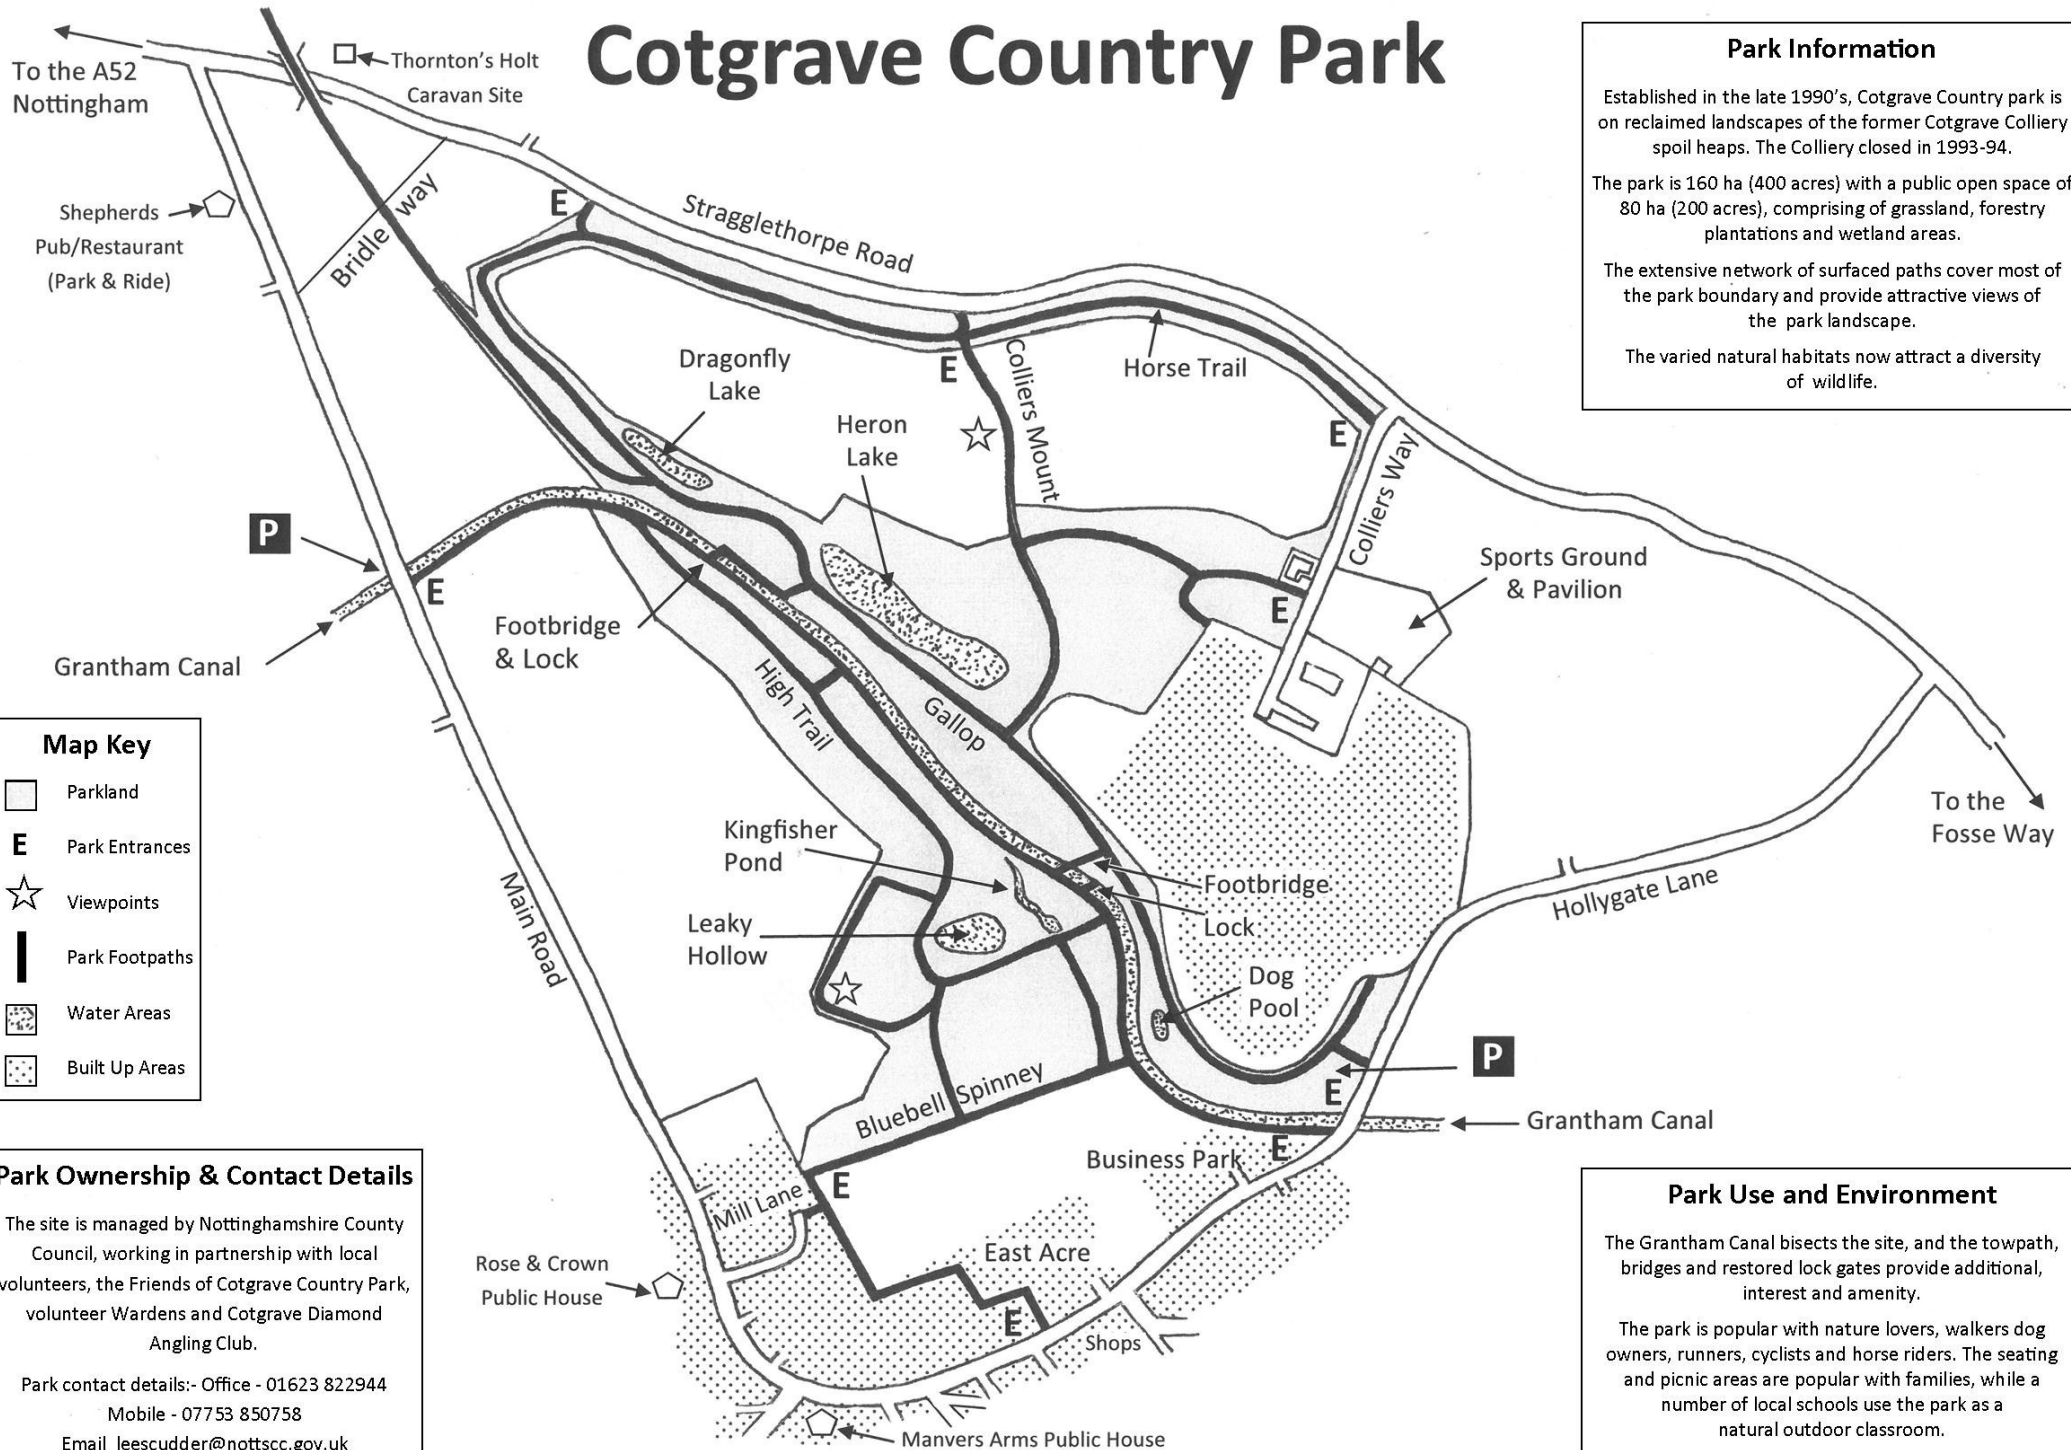 Cotgrave Country Park
To the A52
Nottingham
Thornton's Holt
Caravan Site
Shepherds
Pub/Restaurant
(Park & Ride)
Bridle way
E
Stragglethorpe Road
Dragonfly
Lake
Heron
Lake
E
Colliers Mount
Horse Trail
E
Colliers Way
P
E
Grantham Canal
Footbridge
& Lock
High Trail
Gallop
E
Sports Ground
& Pavilion
To the
Fosse Way
Hollygate Lane
Kingfisher
Pond
Leaky
Hollow
Main Road
Footbridge
Lock
Dog
Pool
P
E
Grantham Canal
Bluebell Spinney
Business Park
E
E
Mill Lane
Rose & Crown
Public House
East Acre
E
Shops
Manvers Arms Public House
Park Information
Established in the late 1990's, Cotgrave Country park is
on reclaimed landscapes of the former Cotgrave Colliery
spoil heaps. The Colliery closed in 1993-94.
The park is 160 ha (400 acres) with a public open space of
80 ha (200 acres), comprising of grassland, forestry
plantations and wetland areas.
The extensive network of surfaced paths cover most of
the park boundary and provide attractive views of
the park landscape.
The varied natural habitats now attract a diversity
of wildlife.
Map Key
Parkland
E Park Entrances
Viewpoints
Park Footpaths
Water Areas
Built Up Areas
Park Ownership & Contact Details
The site is managed by Nottinghamshire County
Council, working in partnership with local
volunteers, the Friends of Cotgrave Country Park,
volunteer Wardens and Cotgrave Diamond
Angling Club.
Park contact details:- Office - 01623 822944
Mobile - 07753 850758
Email leescudder@nottscc.gov.uk
Park Use and Environment
The Grantham Canal bisects the site, and the towpath,
bridges and restored lock gates provide additional,
interest and amenity.
The park is popular with nature lovers, walkers dog
owners, runners, cyclists and horse riders. The seating
and picnic areas are popular with families, while a
number of local schools use the park as a
natural outdoor classroom.